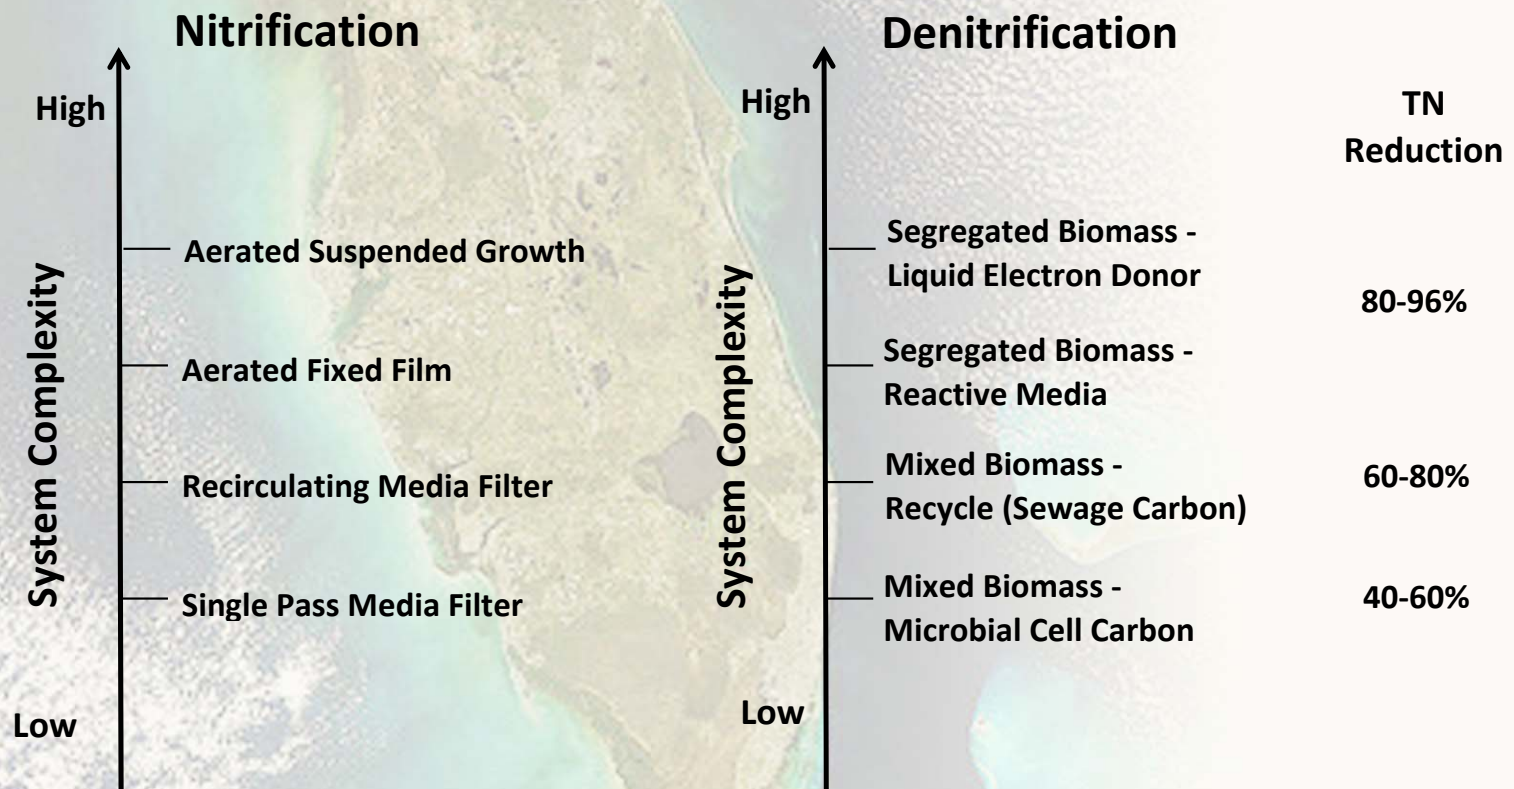 Nitrification
High
System Complexity
Aerated Suspended Growth
Aerated Fixed Film
Recirculating Media Filter
Single Pass Media Filter
Low
Denitrification
High
System Complexity
Segregated Biomass -
Liquid Electron Donor
Segregated Biomass -
Reactive Media
Mixed Biomass -
Recycle (Sewage Carbon)
Mixed Biomass -
Microbial Cell Carbon
Low
TN
Reduction
80-96%
60-80%
40-60%